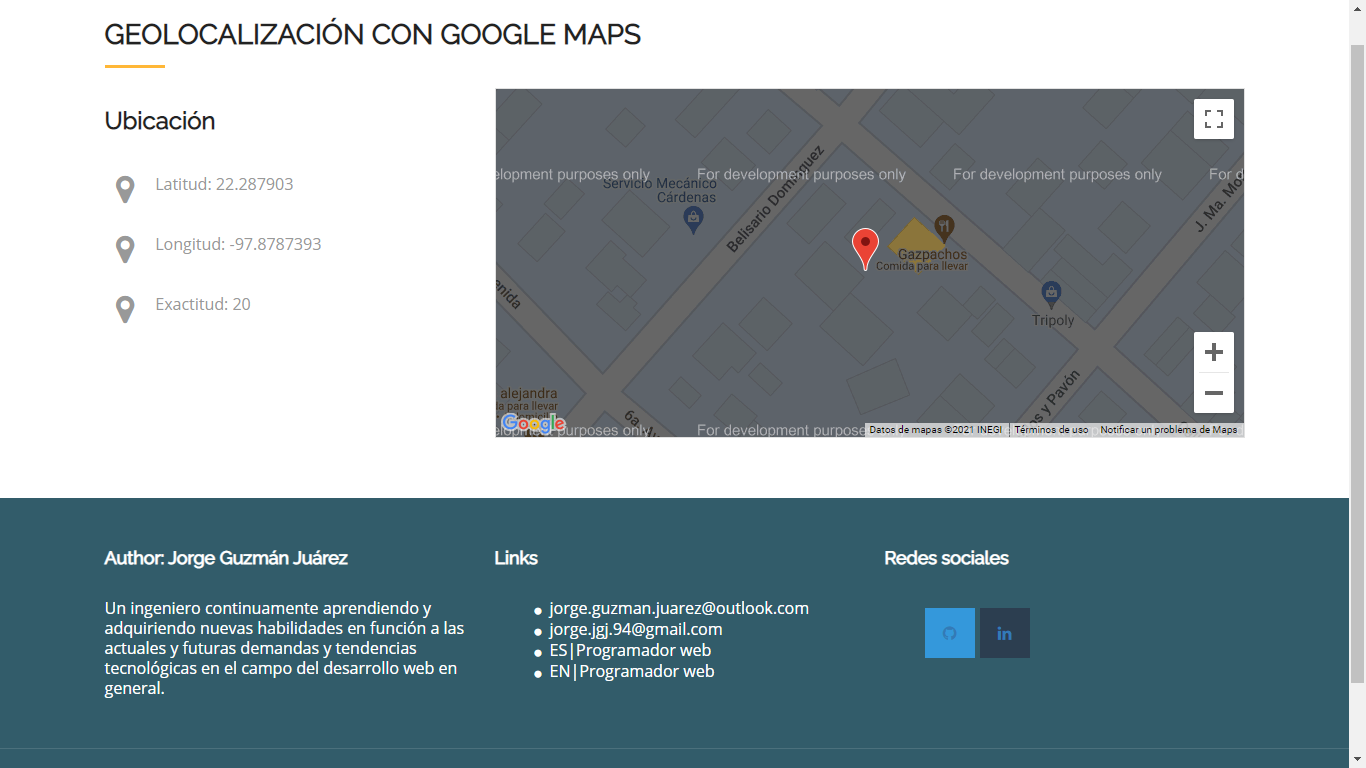 GEOLOCALIZACIÓN CON GOOGLE MAPS
Ubicación
Latitud: 22.287903
Longitud: -97.8787393
Exactitud: 20
elopment purposes only
For development purposes only
For development purposes only
For d
Servicio Mecánico
Cárdenas
Belisario Domínguez
J. Ma. Mo
Gazpachos
Comida para llevar
Tripoly
enida
alejandra
la para llevar
6a.
os y Pavón
Google
elopment purposes only
For development purposes
Datos de mapas ©2021 INEGI
Términos de uso
Notificar un problema de Maps
Author: Jorge Guzmán Juárez
Un ingeniero continuamente aprendiendo y
adquiriendo nuevas habilidades en función a las
actuales y futuras demandas y tendencias
tecnológicas en el campo del desarrollo web en
general.
Links
jorge.guzman.juarez@outlook.com
jorge.jgj.94@gmail.com
ES|Programador web
EN|Programador web
Redes sociales
in